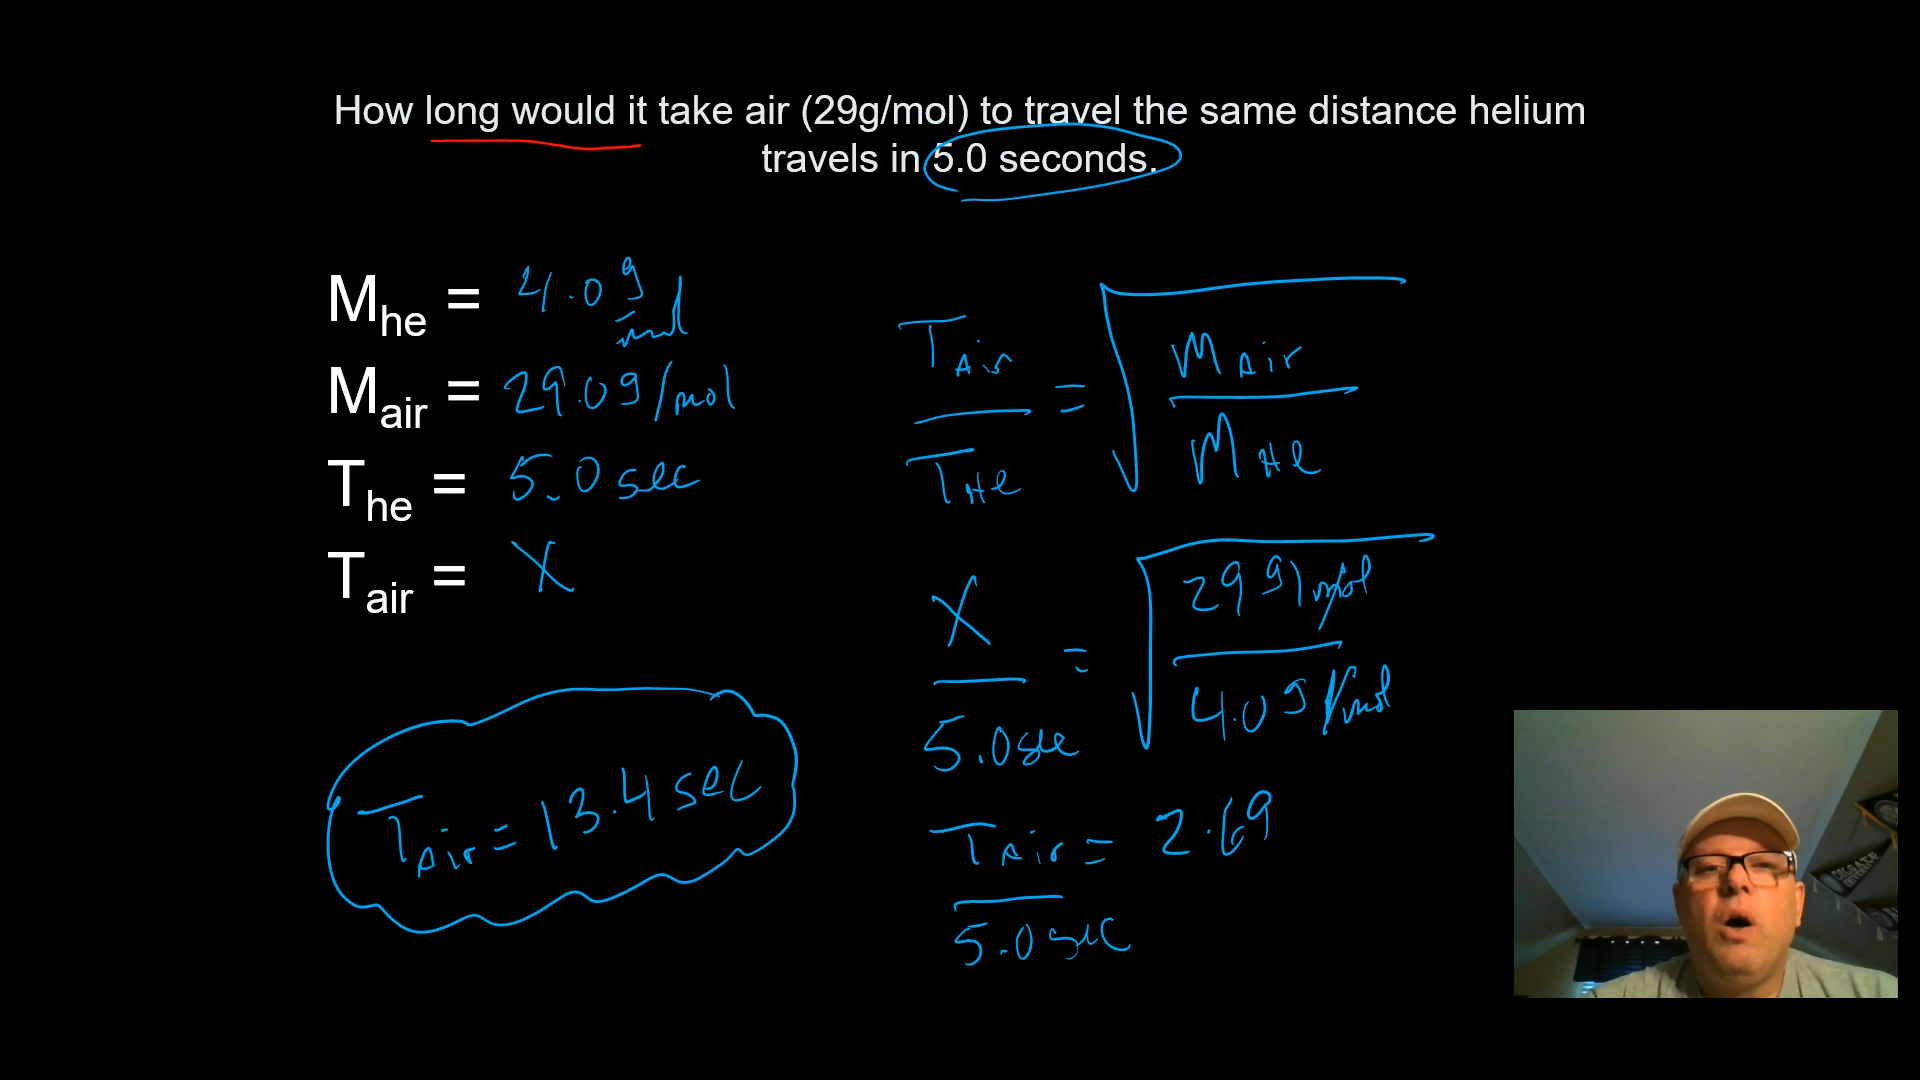 How long would it take air (29g/mol) to travel the same distance helium
travels in 5.0 seconds.
Mhe = 4.0 g/mol
Mair = 29.0 g/mol
The = 5.0 sec
Tair = X
TAir = 13.4 sec
TAir / THe = √ MAir / MHe
X / 5.0 sec = √ 29 g/mol / 4.0 g/mol
TAir / 5.0 sec = 2.69
COLGATE